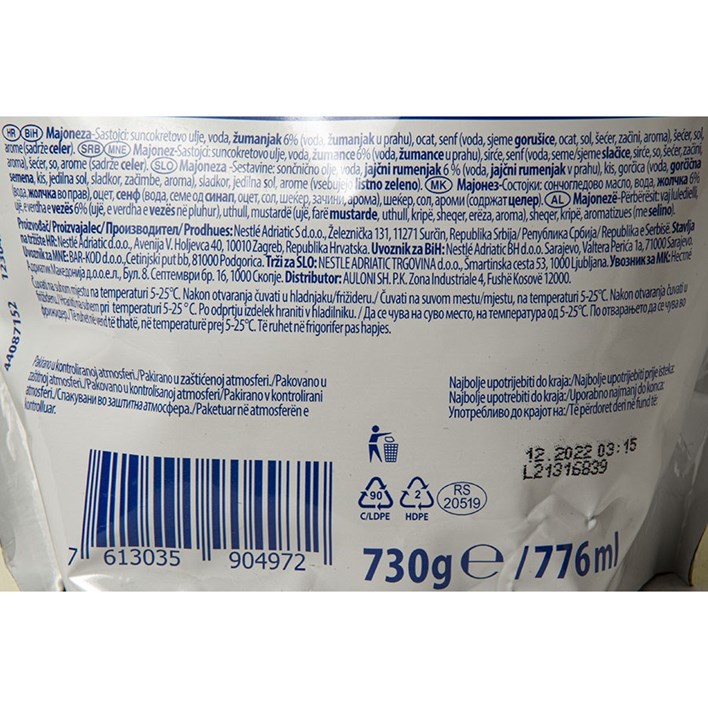 HR BiH Majoneza-Sastojci: suncokretovo ulje, voda, žumanjak 6% (voda, žumanjak u prahu), ocat, senf (voda, sjeme gorušice, ocat, sol, šećer, začini, aroma), šećer, sol,
arome (sadrže celer). SRB MNE Majonez-Sastojci: suncokretovo ulje, voda, žumance 6% (voda, žumance u prahu), sirće, senf (voda, seme/sjeme slačice, sirće, so, šećer, začini,
aroma), šećer, so, arome (sadrže celer). SLO Majoneza -Sestavine: sončnično olje, voda, jajčni rumenjak 6 % (voda, jajčni rumenjak v prahu), kis, gorčica (voda, gorčična
semena, kis, jedilna sol, sladkor, začimbe, aroma), sladkor, jedilna sol, arome (vsebujejo listno zeleno). MK Мајонез-Состојки: сончогледово масло, вода, жолчка 6%
(вода, жолчка во прав), оцет, сенф (вода, семе од синап, оцет, сол, шеќер, зачини, арома), шеќер, сол, ароми (содржат целер). AL Majonezë-Përbërësit: vaj luledielli,
ujë, e verdha e vezës 6% (ujë, e verdha e vezës në pluhur), uthull, mustardë (ujë, farë mustarde, uthull, kripë, sheqer, erëza, aroma), sheqer, kripë, aromatizues (me selino).
Proizvođač/ Proizvajalec/ Производител/ Prodhues: Nestlé Adriatic S d.o.o., Železnička 131, 11271 Surčin, Republika Srbija / Република Србија / Republika e Serbisë. Stavlja
na tržište HR: Nestlé Adriatic d.o.o., Avenija V. Holjevca 40, 10010 Zagreb, Republika Hrvatska. Uvoznik za BiH: Nestlé Adriatic BH d.o.o. Sarajevo, Valtera Perića 1a, 71000 Sarajevo.
Uvoznik za MNE: BAR-KOD d.o.o., Cetinjski put bb, 81000 Podgorica. Trži za SLO: NESTLE ADRIATIC TRGOVINA d.o.o., Šmartinska cesta 53, 1000 Ljubljana. Увозник за МК: Нестле
Адриатик Македонија д.о.о.е.л., Бул. 8. Септември бр. 16, 1000 Скопје. Distributor: AULONI SH. P.K. Zona Industriale 4, Fushë Kosovë 12000.
Čuvati na suvom mjestu na temperaturi 5-25°C. Nakon otvaranja čuvati u hladnjaku/frižideru./ Čuvati na suvom mestu/mjestu, na temperaturi 5-25°C. Nakon otvaranja čuvati u
frižideru./ Hraniti na suhem pri temperaturi 5-25°C. Po odprtju izdelek hraniti v hladilniku. / Да се чува на суво место, на температура од 5-25°C. По отворањето да се чува во
фрижидер./ Të ruhet në vend të thatë, në temperaturë prej 5-25°C. Të ruhet në frigorifer pas hapjes.
44087152
Pakirano u kontroliranoj atmosferi./Pakirano u zaštićenoj atmosferi./Pakovano u
zaštitnoj atmosferi./Pakovano u kontrolisanoj atmosferi./Pakirano v kontrolirani
atmosferi./Спакувани во заштитна атмосфера./Paketuar në atmosferën e
kontrolluar.
Najbolje upotrijebiti do kraja:/Najbolje upotrijebiti prije isteka:
Najbolje upotrebiti do kraja:/Uporabno najmanj do konca:
Употребливо до крајот на:/Të përdoret deri në fund të:
12.2022 03:15
L21316839
90 C/LDPE
2 HDPE
RS 20519
7 613035 904972
730g e / 776 ml